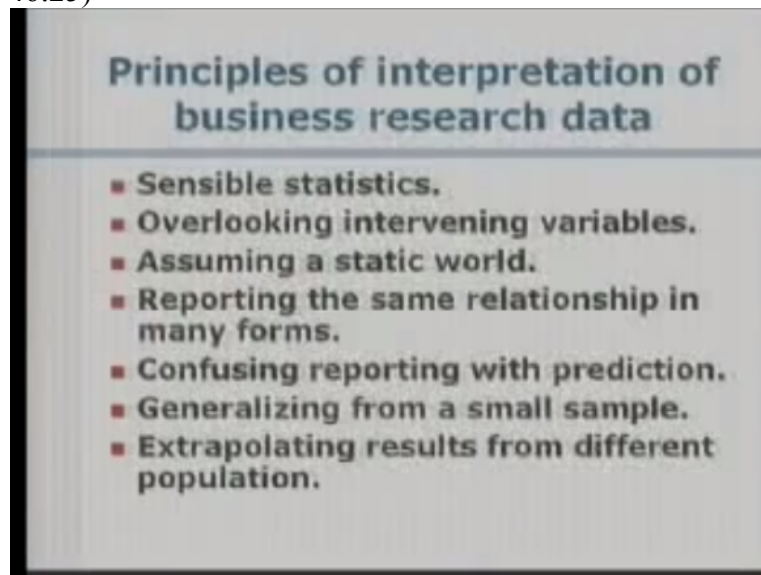 Principles of interpretation of
business research data
▪ Sensible statistics.
▪ Overlooking intervening variables.
▪ Assuming a static world.
▪ Reporting the same relationship in
many forms.
▪ Confusing reporting with prediction.
▪ Generalizing from a small sample.
▪ Extrapolating results from different
population.